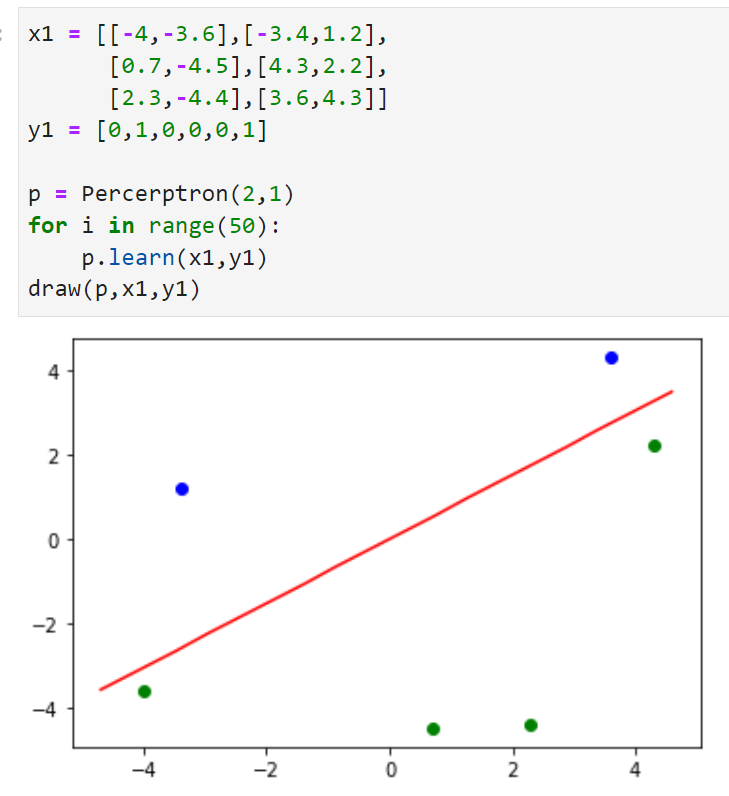 x1 = [[-4,-3.6],[-3.4,1.2],
[0.7,-4.5],[4.3,2.2],
[2.3,-4.4],[3.6,4.3]]
y1 = [0,1,0,0,0,1]
p = Percerptron(2,1)
for i in range(50):
p.learn(x1,y1)
draw(p,x1,y1)
4
2
0
−2
−4
−4 −2 0 2 4